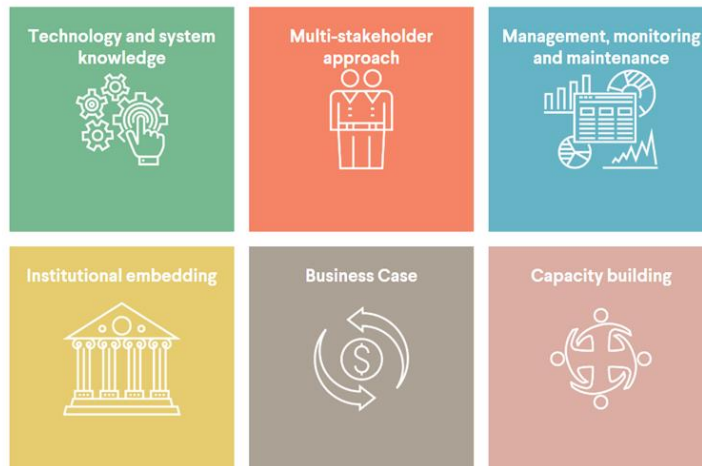 Technology and system
knowledge
Multi-stakeholder
approach
Management, monitoring
and maintenance
Institutional embedding
Business Case
$
Capacity building